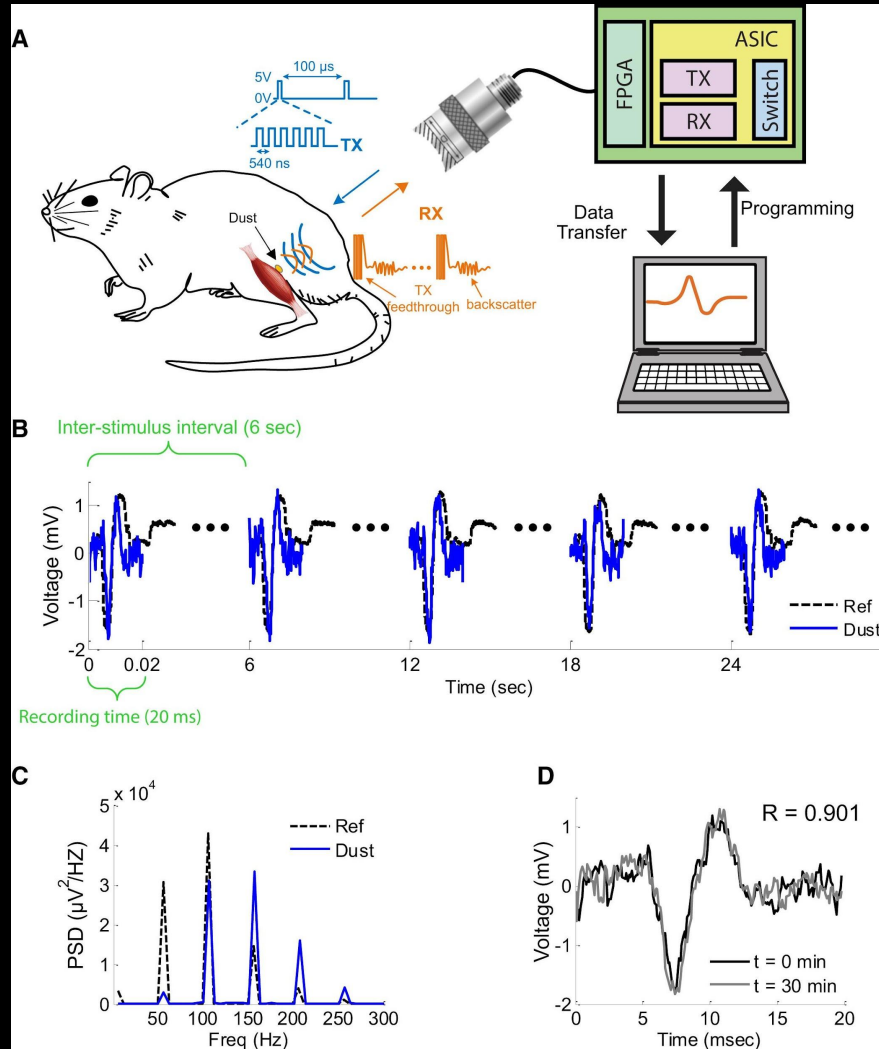 A
5V
100 µs
0V
TX
540 ns
Dust
RX
TX
feedthrough
backscatter
FPGA
ASIC
TX
RX
Switch
Data
Transfer
Programming
B
Inter-stimulus interval (6 sec)
Voltage (mV)
1
0
-1
-2
0
0.02
6
12
18
24
Time (sec)
Ref
Dust
Recording time (20 ms)
C
x 10⁴
PSD (µV²/HZ)
5
4
3
2
1
0
50
100
150
200
250
300
Freq (Hz)
Ref
Dust
D
R = 0.901
Voltage (mV)
1
0
-1
-2
0
5
10
15
20
Time (msec)
t = 0 min
t = 30 min